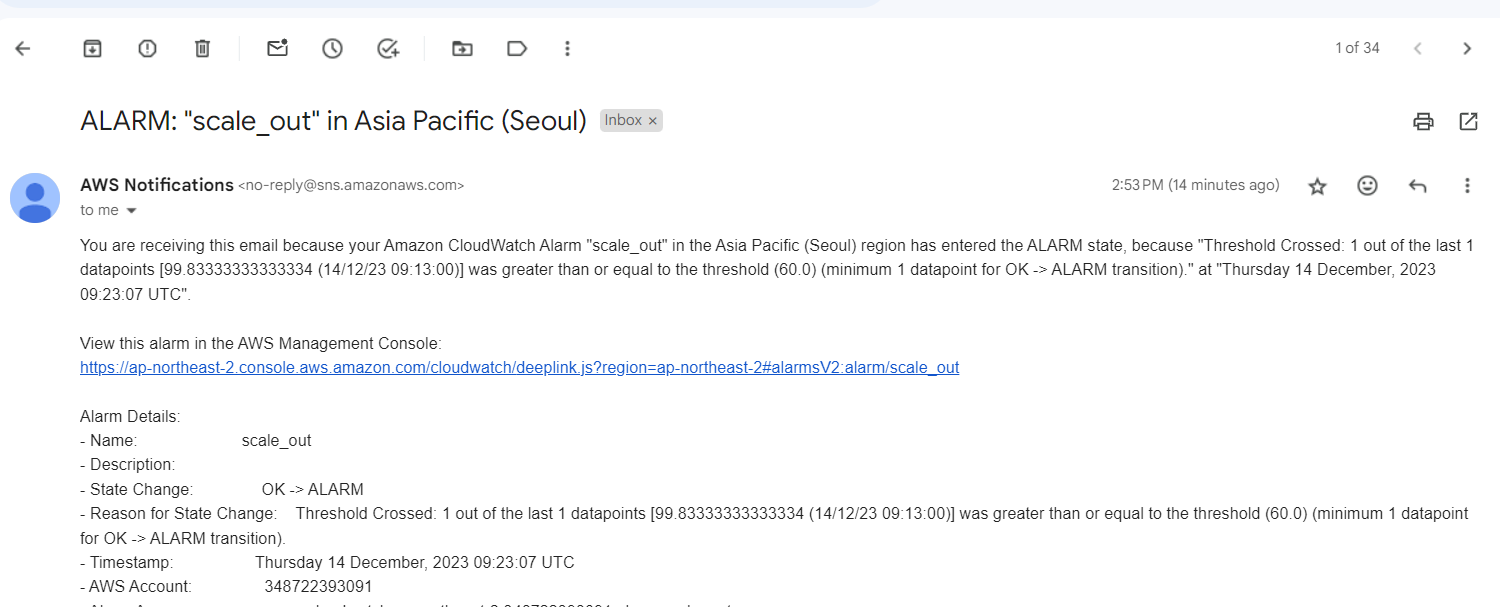 1 of 34
ALARM: "scale_out" in Asia Pacific (Seoul) Inbox ×
AWS Notifications <no-reply@sns.amazonaws.com> 2:53 PM (14 minutes ago)
to me
You are receiving this email because your Amazon CloudWatch Alarm "scale_out" in the Asia Pacific (Seoul) region has entered the ALARM state, because "Threshold Crossed: 1 out of the last 1
datapoints [99.83333333333334 (14/12/23 09:13:00)] was greater than or equal to the threshold (60.0) (minimum 1 datapoint for OK -> ALARM transition)." at "Thursday 14 December, 2023
09:23:07 UTC".
View this alarm in the AWS Management Console:
https://ap-northeast-2.console.aws.amazon.com/cloudwatch/deeplink.js?region=ap-northeast-2#alarmsV2:alarm/scale_out
Alarm Details:
- Name: scale_out
- Description:
- State Change: OK -> ALARM
- Reason for State Change: Threshold Crossed: 1 out of the last 1 datapoints [99.83333333333334 (14/12/23 09:13:00)] was greater than or equal to the threshold (60.0) (minimum 1 datapoint
for OK -> ALARM transition).
- Timestamp: Thursday 14 December, 2023 09:23:07 UTC
- AWS Account: 348722393091